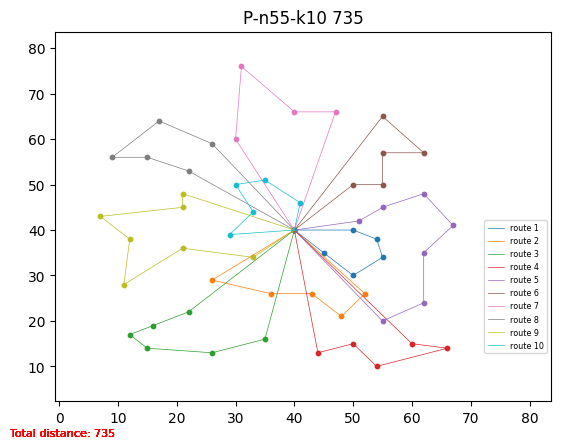 P-n55-k10 735
80
70
60
50
40
30
20
10
0 10 20 30 40 50 60 70 80
route 1
route 2
route 3
route 4
route 5
route 6
route 7
route 8
route 9
route 10
Total distance: 735